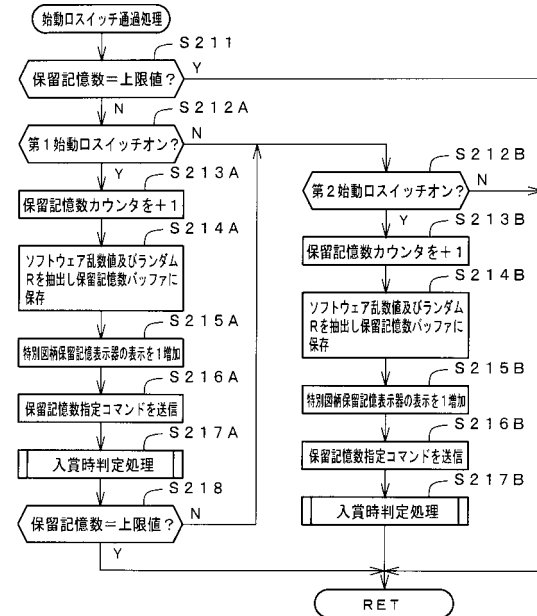 始動口スイッチ通過処理
S211
保留記憶数=上限値?
Y
N
S212A
第1始動口スイッチオン?
N
Y
S213A
保留記憶数カウンタを+1
S214A
ソフトウェア乱数値及びランダム
Rを抽出し保留記憶数バッファに
保存
S215A
特別図柄保留記憶表示器の表示を1増加
S216A
保留記憶数指定コマンドを送信
S217A
入賞時判定処理
S218
保留記憶数=上限値?
N
Y
S212B
第2始動口スイッチオン?
N
Y
S213B
保留記憶数カウンタを+1
S214B
ソフトウェア乱数値及びランダム
Rを抽出し保留記憶数バッファに
保存
S215B
特別図柄保留記憶表示器の表示を1増加
S216B
保留記憶数指定コマンドを送信
S217B
入賞時判定処理
RET